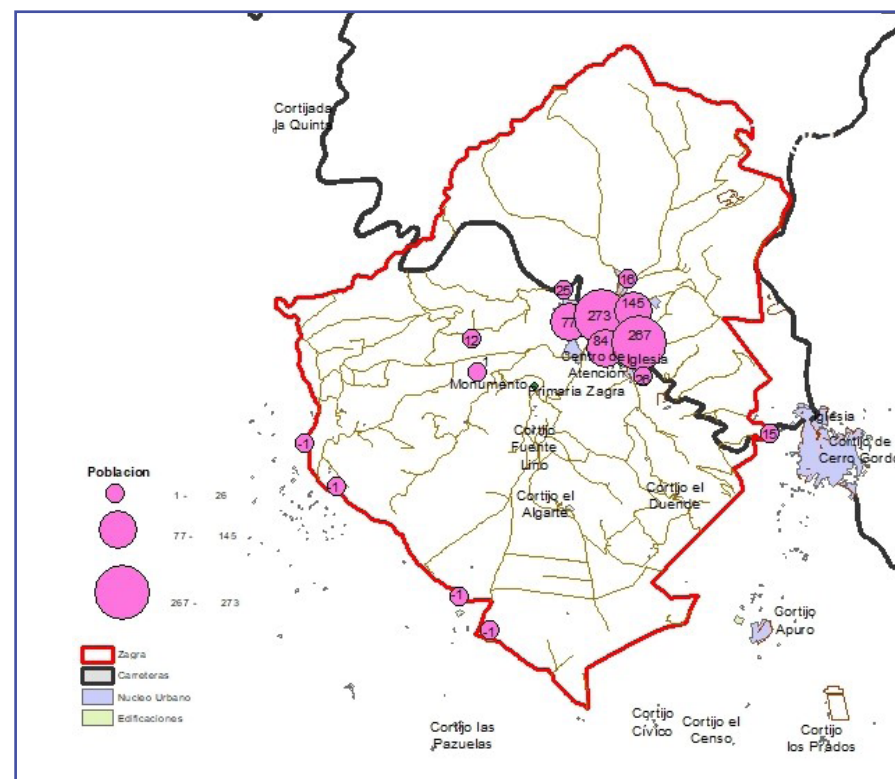 Cortijada
la Quinta
16
25
145
273
77
267
84
12
Centro de
Iglesia
Atención
1
26
Monumento
Primaria Zagra
Iglesia
15
Cortijo
Fuente
Lino
-1
Cortijo de
Cerro Gordo
Poblacion
-1
Cortijo el
Algarte
Cortijo el
Duende
1 - 26
77 - 145
267 - 273
-1
-1
Cortijo
Apuro
Zagra
Carreteras
Nucleo Urbano
Edificaciones
Cortijo las
Pazuelas
Cortijo
Cívico
Cortijo el
Censo
Cortijo
los Prados